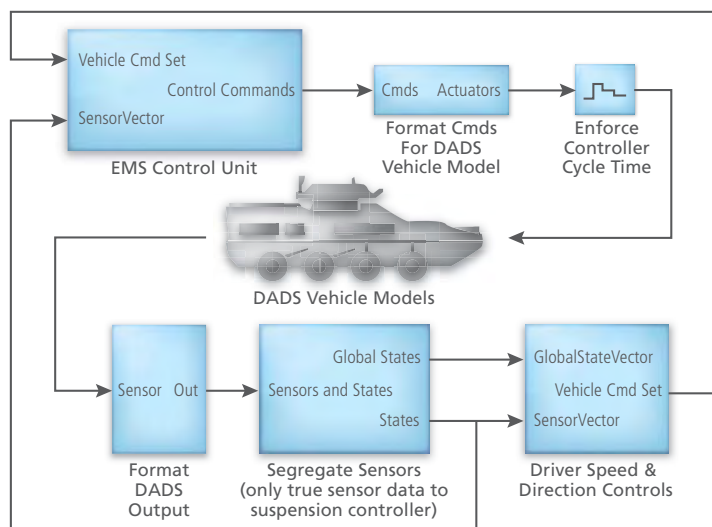 Vehicle Cmd Set
Control Commands
SensorVector
EMS Control Unit
Cmds Actuators
Format Cmds
For DADS
Vehicle Model
Enforce
Controller
Cycle Time
DADS Vehicle Models
Sensor Out
Format
DADS
Output
Global States
Sensors and States
States
Segregate Sensors
(only true sensor data to
suspension controller)
GlobalStateVector
Vehicle Cmd Set
SensorVector
Driver Speed &
Direction Controls